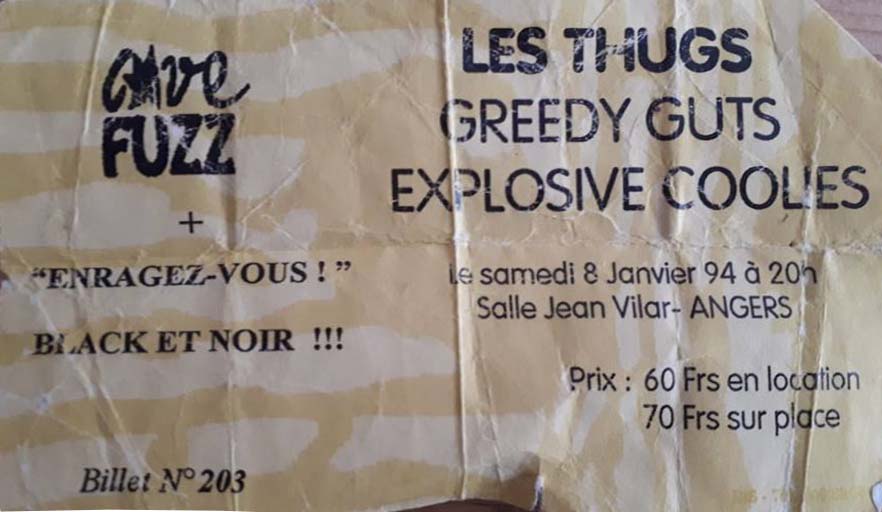 Cave
FUZZ
+
“ENRAGEZ-VOUS ! ”
BLACK ET NOIR !!!
Billet N° 203
LES THUGS
GREEDY GUTS
EXPLOSIVE COOLIES
Le samedi 8 Janvier 94 à 20h
Salle Jean Vilar- ANGERS
Prix : 60 Frs en location
70 Frs sur place